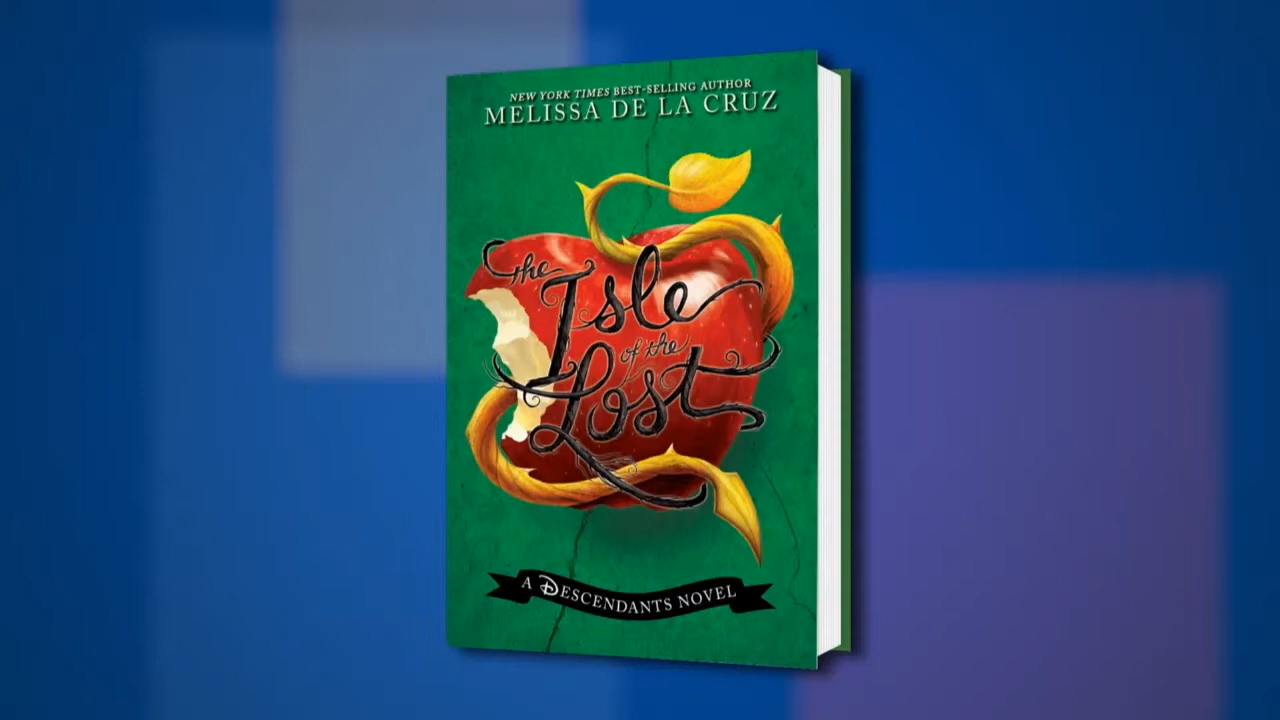 NEW YORK TIMES BEST-SELLING AUTHOR
MELISSA DE LA CRUZ
the
Isle
of the
Lost
A DESCENDANTS NOVEL